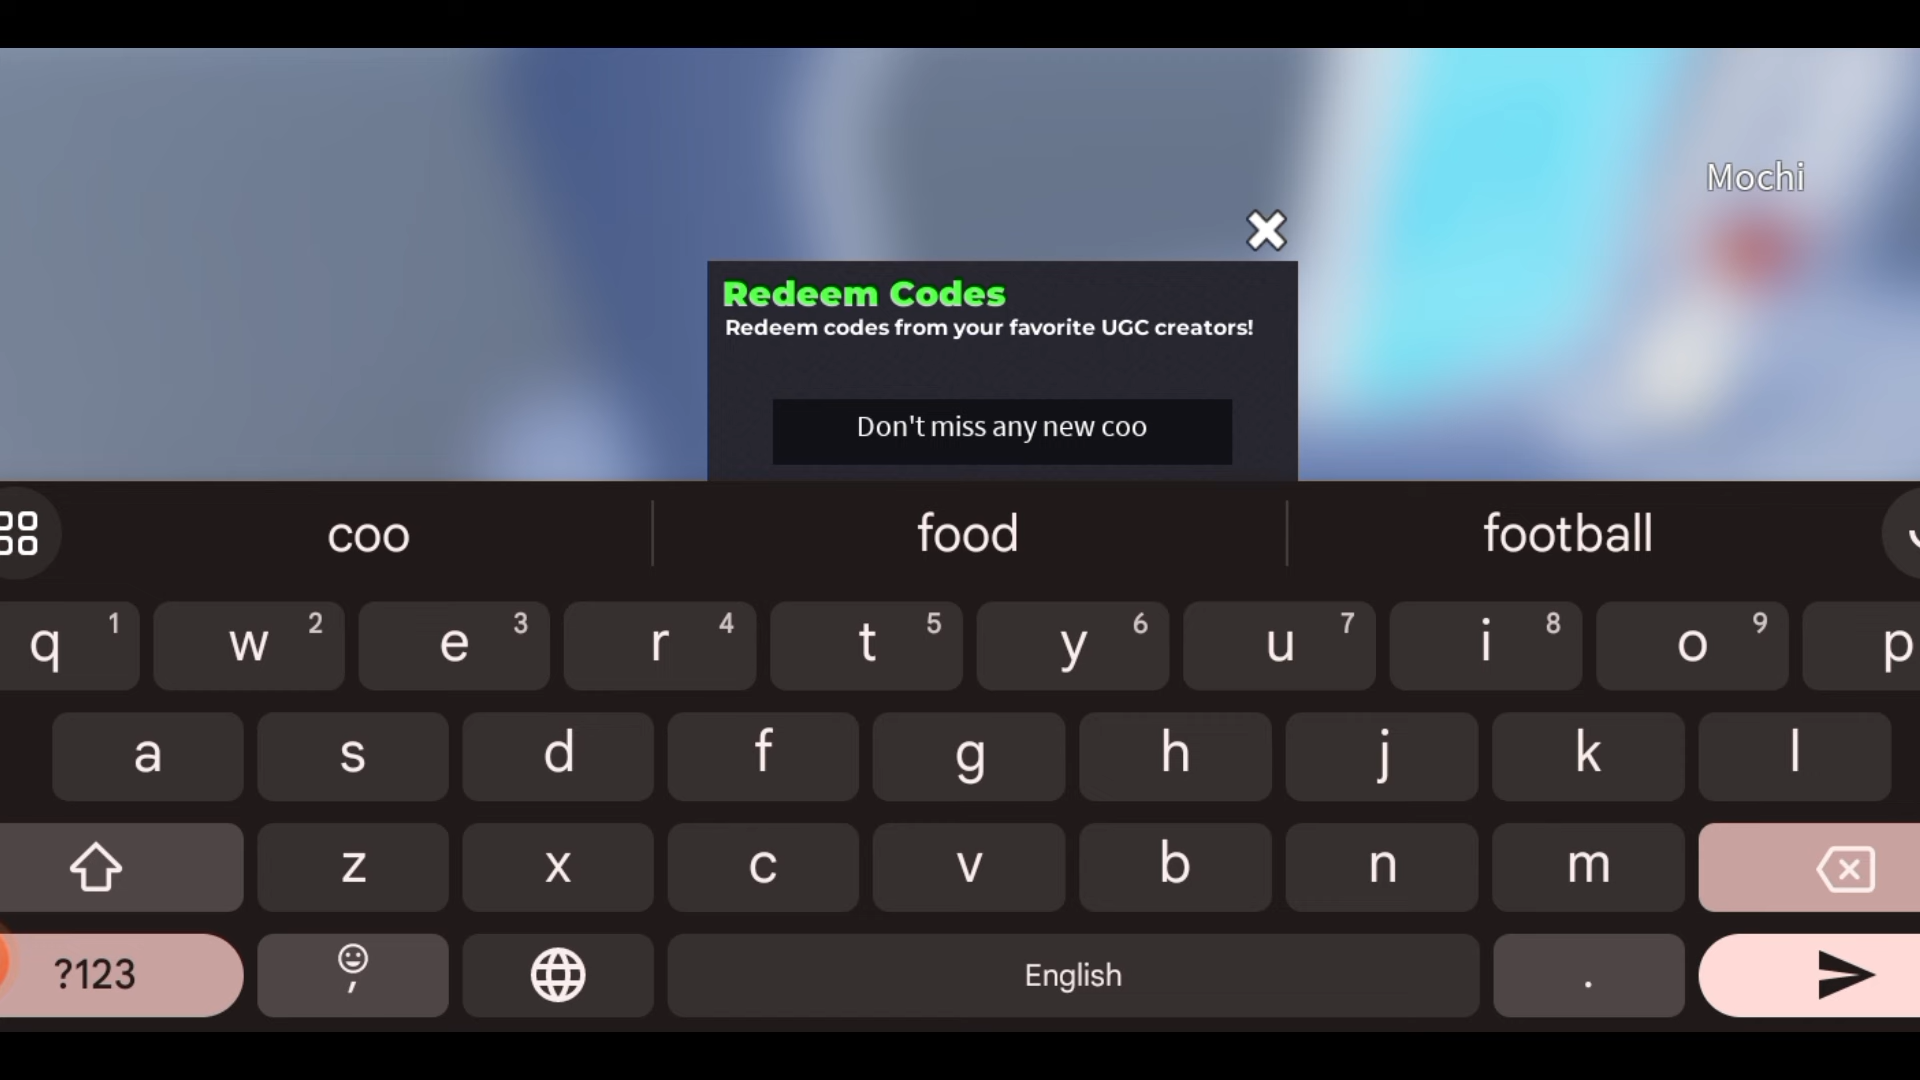 Mochi
Redeem Codes
Redeem codes from your favorite UGC creators!
Don't miss any new coo
coo food football
q 1 w 2 e 3 r 4 t 5 y 6 u 7 i 8 o 9 p
a s d f g h j k l
z x c v b n m
?123 , English .